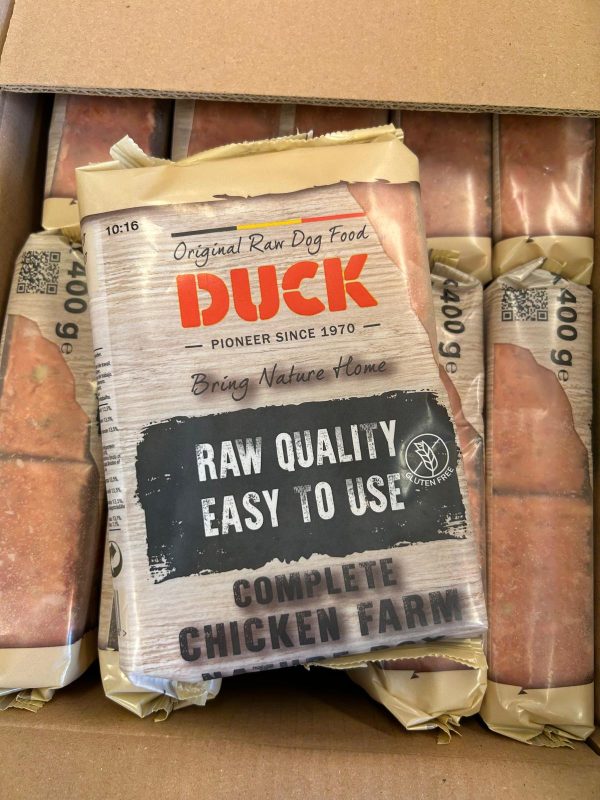 10:16
Original Raw Dog Food
DUCK
— PIONEER SINCE 1970 —
Bring Nature Home
RAW QUALITY
EASY TO USE
GLUTEN FREE
COMPLETE
CHICKEN FARM
400 g e
400 g e
400 g e